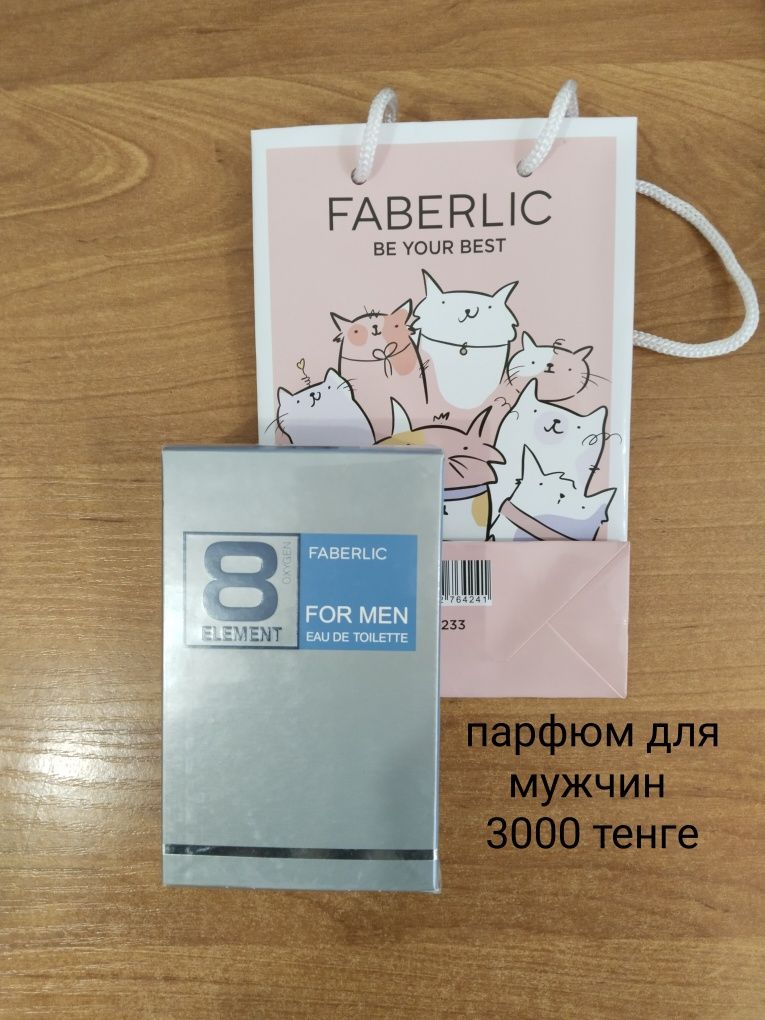 FABERLIC
BE YOUR BEST
8
OXYGEN
ELEMENT
FABERLIC
FOR MEN
EAU DE TOILETTE
2 764241
233
парфюм для
мужчин
3000 тенге